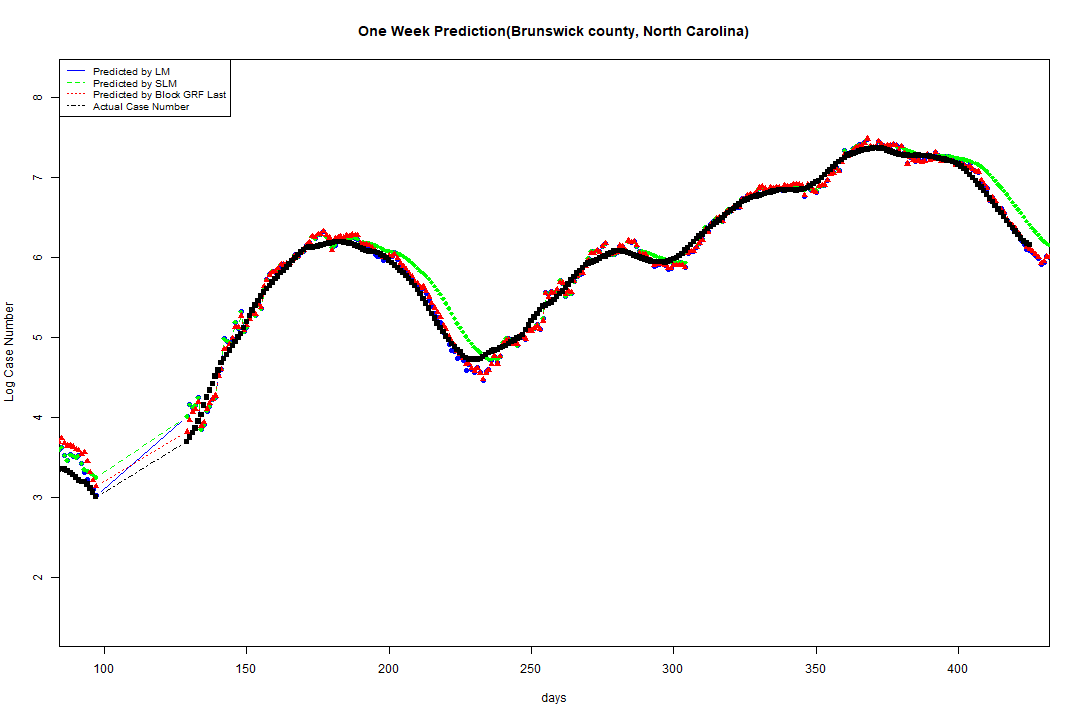 One Week Prediction(Brunswick county, North Carolina)
Predicted by LM
Predicted by SLM
Predicted by Block GRF Last
Actual Case Number
8
7
6
5
4
3
2
Log Case Number
100 150 200 250 300 350 400
days